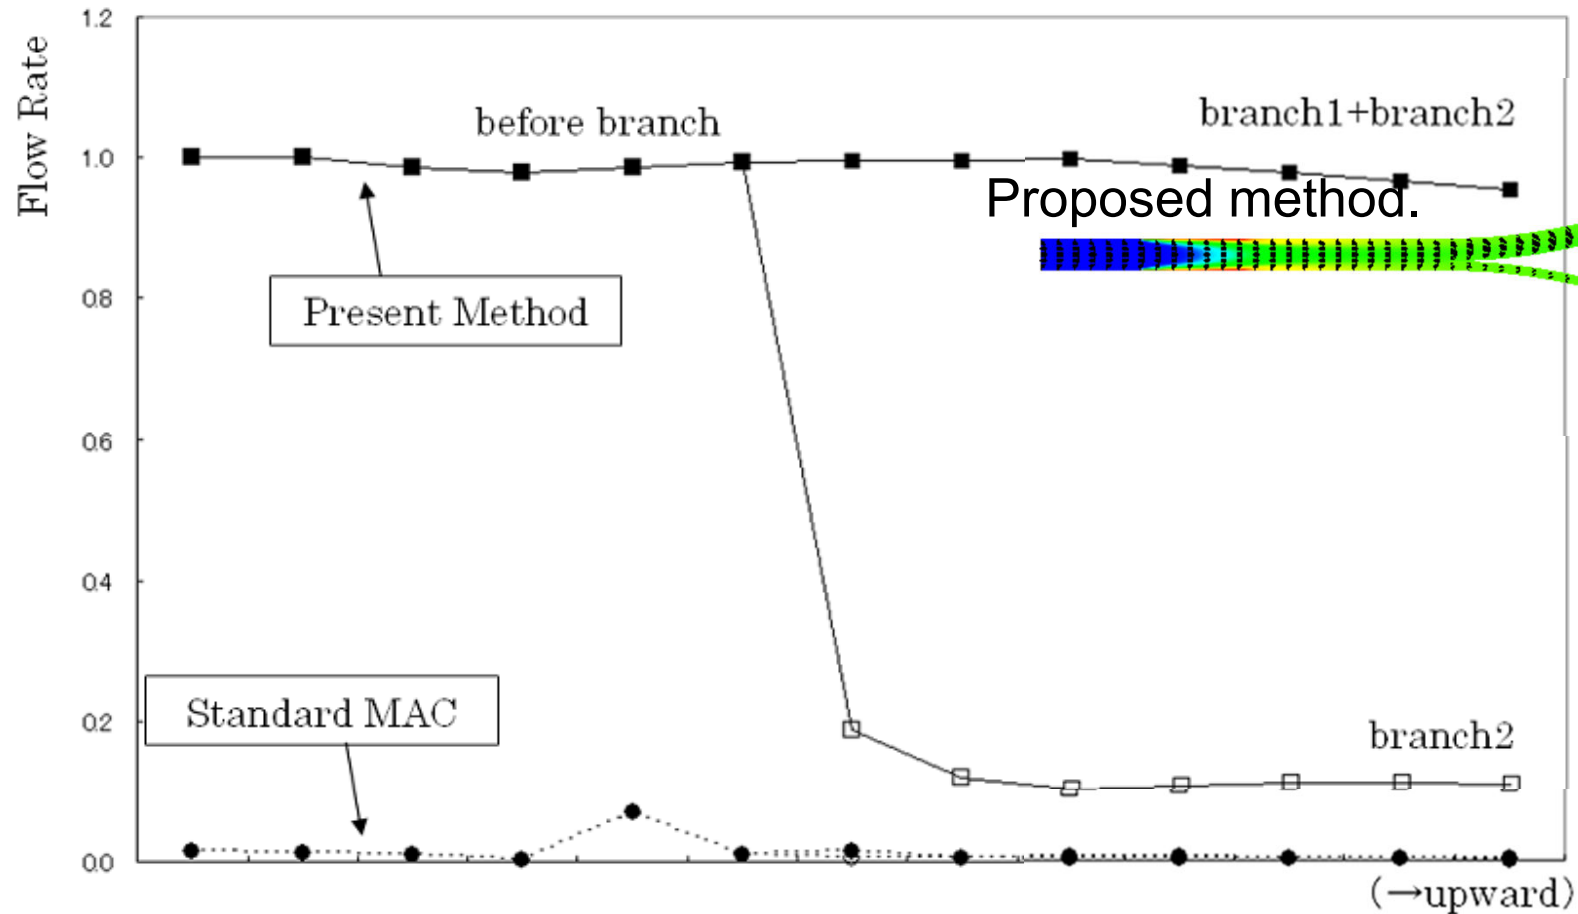 1.2
Flow Rate
before branch
branch1+branch2
1.0
Proposed method.
0.8
Present Method
0.6
0.4
Standard MAC
0.2
branch2
0.0
(→upward)